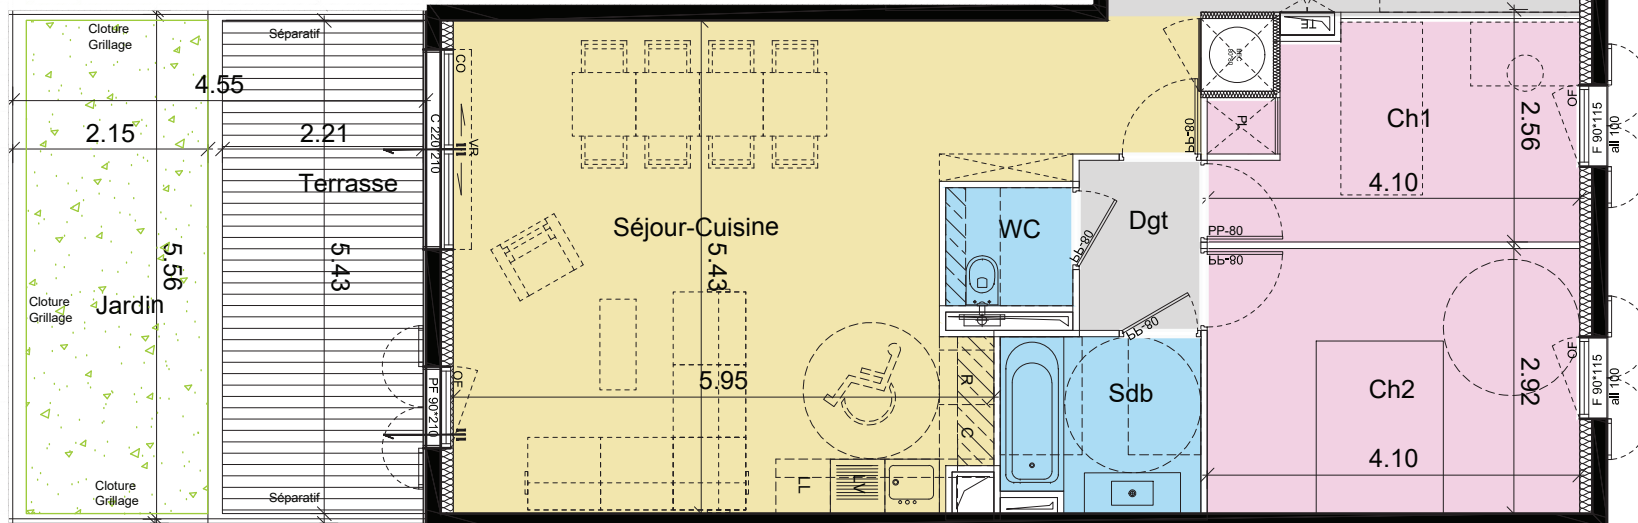 Cloture
Grillage
Séparatif
4.55
2.15
2.21
Terrasse
5.56
5.43
Jardin
Cloture
Grillage
Cloture
Grillage
Séparatif
CO
C 220*210
VR
OF
PF 90*210
Séjour-Cuisine
5.43
5.95
R
C
LL
LV
WC
PP-80
Dgt
PP-80
PP-80
Sdb
TE
PL
Ch1
2.56
4.10
PP-80
OF
F 90*115
all 100
PP-80
Ch2
2.92
4.10
OF
F 90*115
all 100